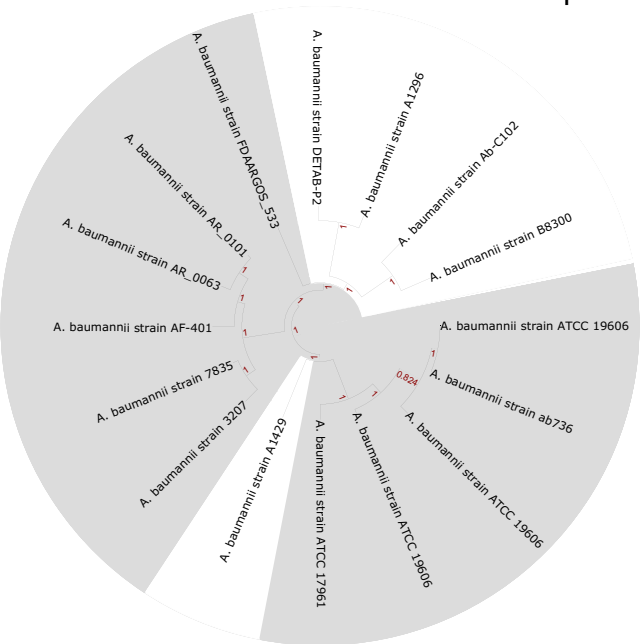 A. baumannii strain DETAB-P2
A. baumannii strain A1296
A. baumannii strain Ab-C102
A. baumannii strain B8300
A. baumannii strain ATCC 19606
A. baumannii strain ab736
A. baumannii strain ATCC 19606
A. baumannii strain ATCC 19606
A. baumannii strain ATCC 17961
A. baumannii strain A1429
A. baumannii strain 3207
A. baumannii strain 7835
A. baumannii strain AF-401
A. baumannii strain AR_0063
A. baumannii strain AR_0101
A. baumannii strain FDAARGOS_533
1
1
1
1
1
0.824
1
1
1
1
1
1
1
1
1